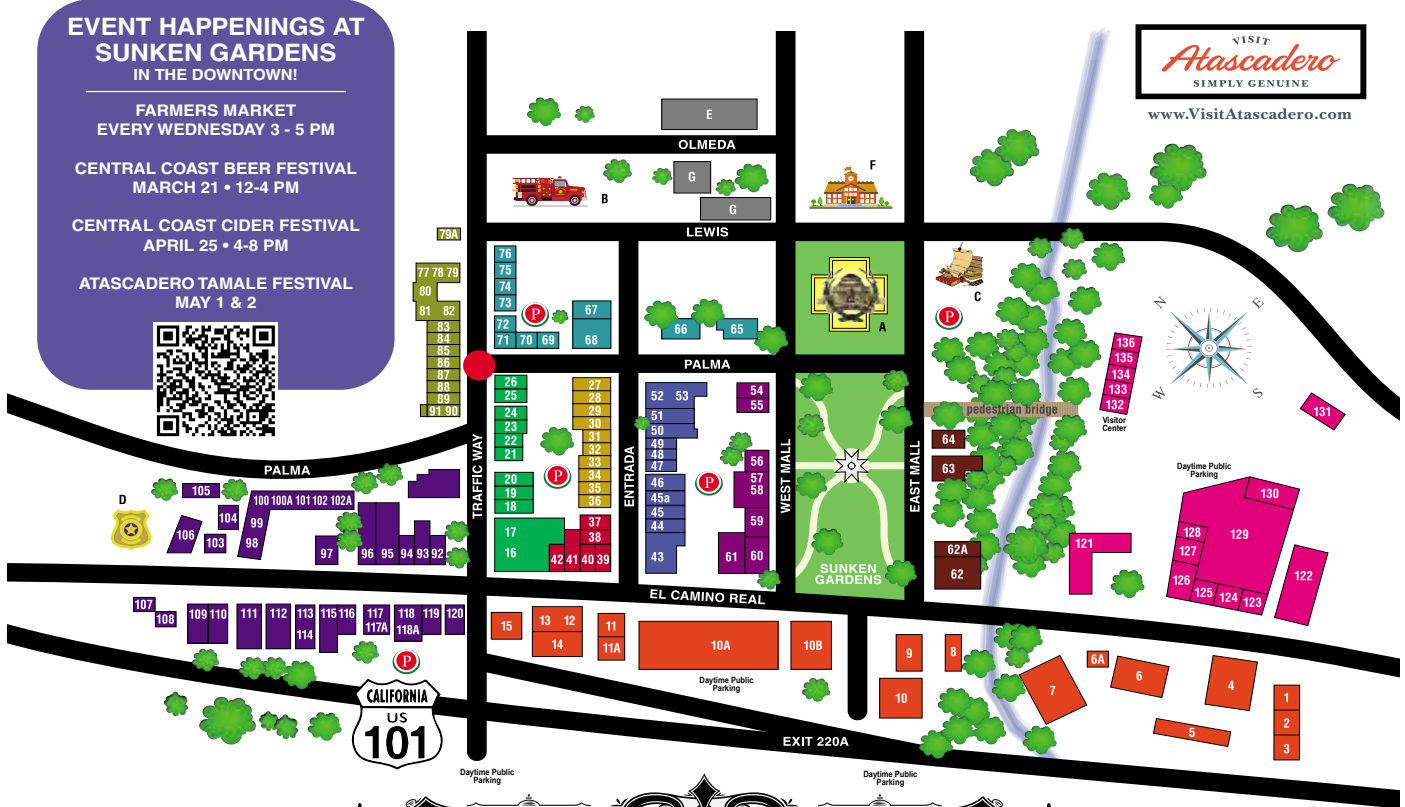 EVENT HAPPENINGS AT
SUNKEN GARDENS
IN THE DOWNTOWN!
FARMERS MARKET
EVERY WEDNESDAY 3 - 5 PM
CENTRAL COAST BEER FESTIVAL
MARCH 21 • 12-4 PM
CENTRAL COAST CIDER FESTIVAL
APRIL 25 • 4-8 PM
ATASCADERO TAMALE FESTIVAL
MAY 1 & 2
VISIT
Atascadero
SIMPLY GENUINE
www.VisitAtascadero.com
E
OLMEDA
G
G
B
F
LEWIS
79A
77 78 79
80
81 82
83
84
85
86
87
88
89
91 90
76
75
74
73
72
71 70 69
P
67
68
66
65
A
C
P
PALMA
N
E
W
S
136
135
134
133
132
Visitor
Center
131
pedestrian bridge
26
25
24
23
22
21
20
19
18
17
16
27
28
29
30
31
32
33
34
35
36
37
38
42 41 40 39
P
TRAFFIC WAY
ENTRADA
52 53
51
50
49
48
47
46
45a
45
44
43
54
55
56
57
58
59
61 60
P
WEST MALL
EAST MALL
SUNKEN
GARDENS
64
63
62A
62
121
Daytime Public
Parking
130
129
128
127
126
125 124 123
122
PALMA
D
105
104
103
106
100 100A 101 102 102A
99
98
97
96 95 94 93 92
EL CAMINO REAL
107
108
109 110
111
112
113
114
115 116
117
117A
118
118A
119
120
P
15
13 12
14
11
11A
10A
10B
Daytime Public
Parking
9
8
10
7
6A
6
4
5
1
2
3
CALIFORNIA
US
101
EXIT 220A
Daytime Public
Parking
Daytime Public
Parking